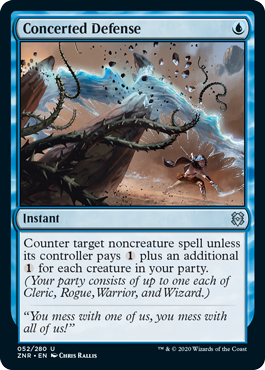 Concerted Defense
Instant
Counter target noncreature spell unless
its controller pays 1 plus an additional
1 for each creature in your party.
(Your party consists of up to one each of
Cleric, Rogue, Warrior, and Wizard.)
“You mess with one of us, you mess with
all of us!”
052/280 U
ZNR • EN Chris Rallis
™ & © 2020 Wizards of the Coast